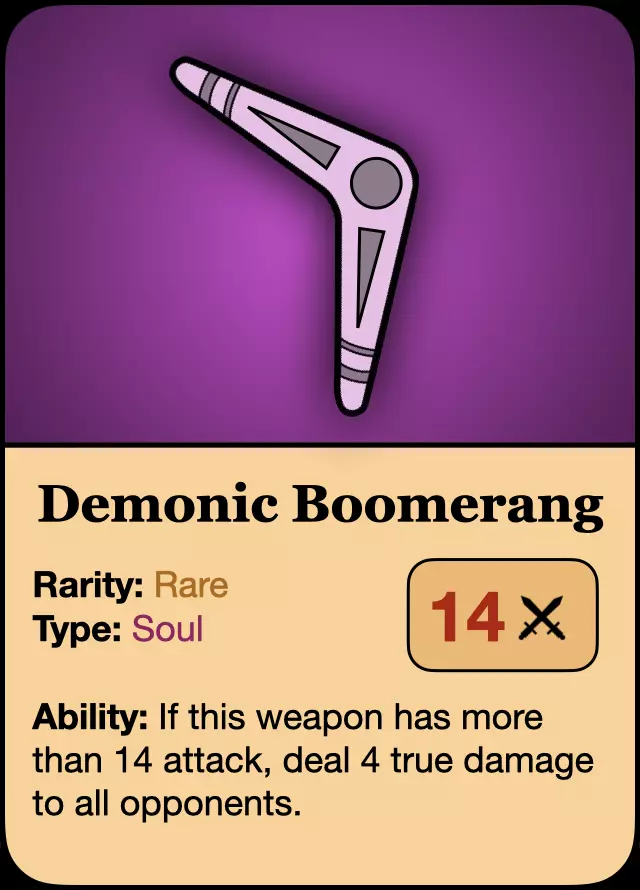 Demonic Boomerang
Rarity: Rare
Type: Soul
14
Ability: If this weapon has more
than 14 attack, deal 4 true damage
to all opponents.